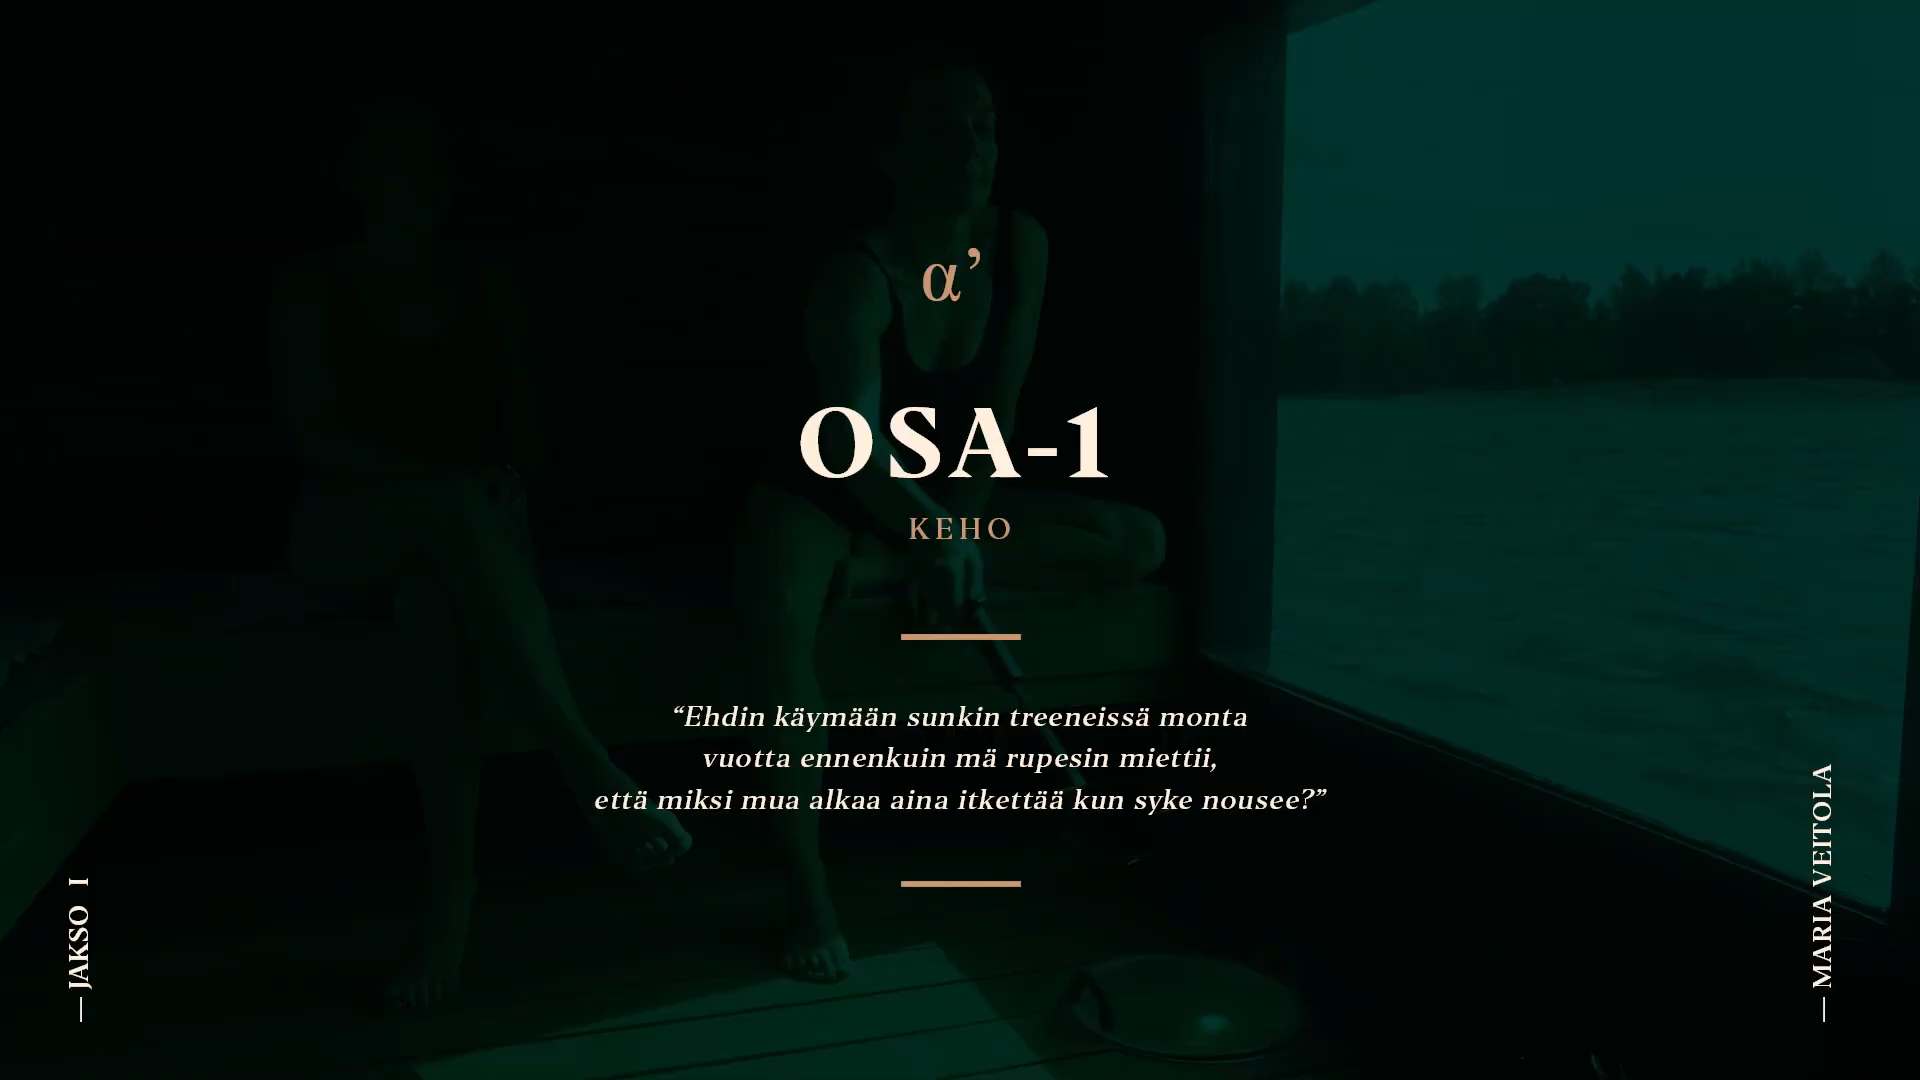 α’
OSA-1
KEHO
“Ehdin käymään sunkin treeneissä monta
vuotta ennenkuin mä rupesin miettii,
että miksi mua alkaa aina itkettää kun syke nousee?”
— JAKSO I
— MARIA VEITOLA